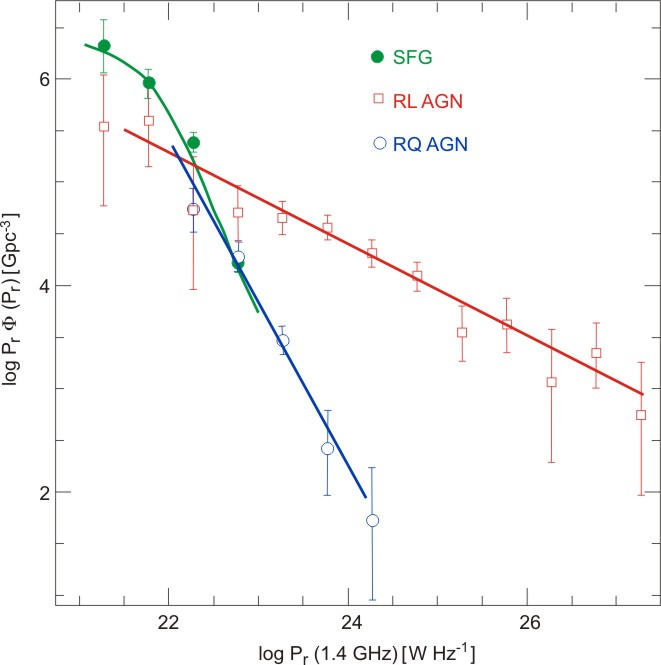 SFG
RL AGN
RQ AGN
6
4
2
log Pr Φ (Pr) [Gpc-3]
22 24 26
log Pr (1.4 GHz) [W Hz-1]